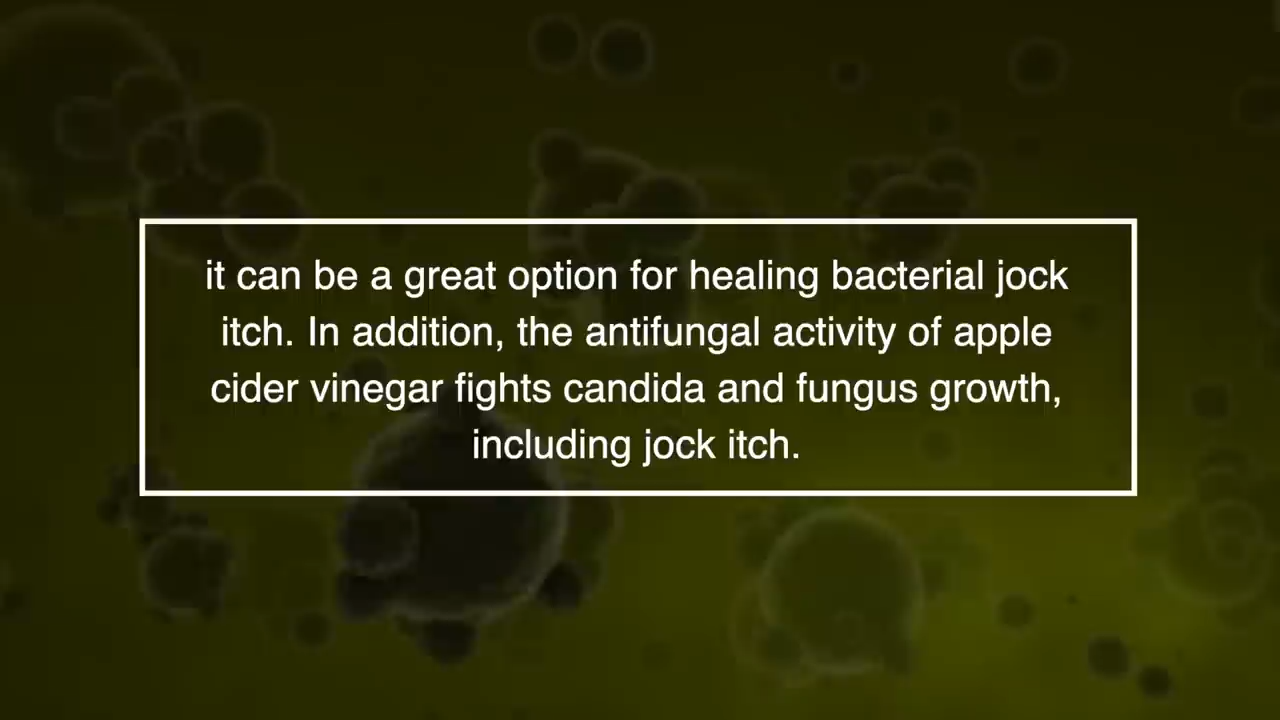 it can be a great option for healing bacterial jock
itch. In addition, the antifungal activity of apple
cider vinegar fights candida and fungus growth,
including jock itch.